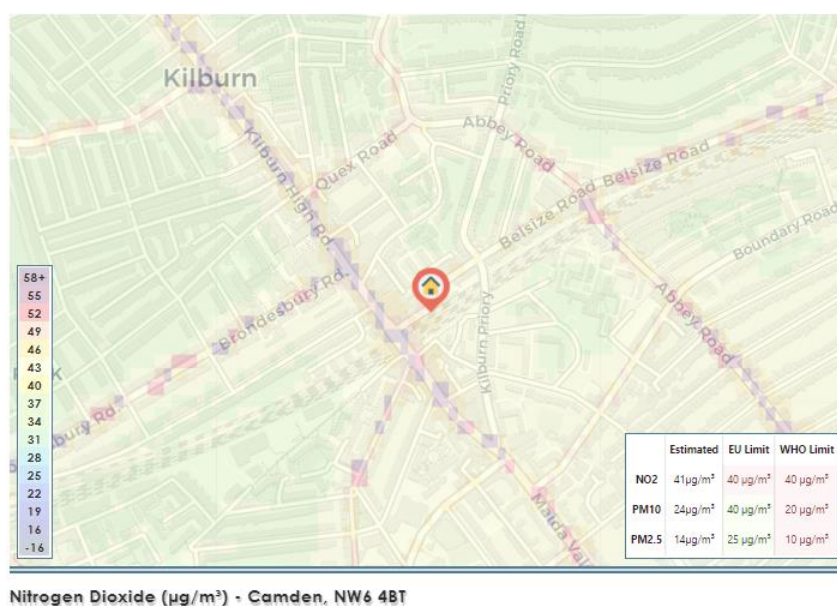 Kilburn
Priory Road
Abbey Road
Quex Road
Kilburn High Rd.
Belsize Road
Belsize Road
Boundary Road
Brondesbury Rd.
Abbey Road
Kilburn Priory
Maida Val
58+
55
52
49
46
43
40
37
34
31
28
25
22
19
16
-16
Estimated EU Limit WHO Limit
NO2 41µg/m³ 40 µg/m³ 40 µg/m³
PM10 24µg/m³ 40 µg/m³ 20 µg/m³
PM2.5 14µg/m³ 25 µg/m³ 10 µg/m³
Nitrogen Dioxide (µg/m³) - Camden, NW6 4BT